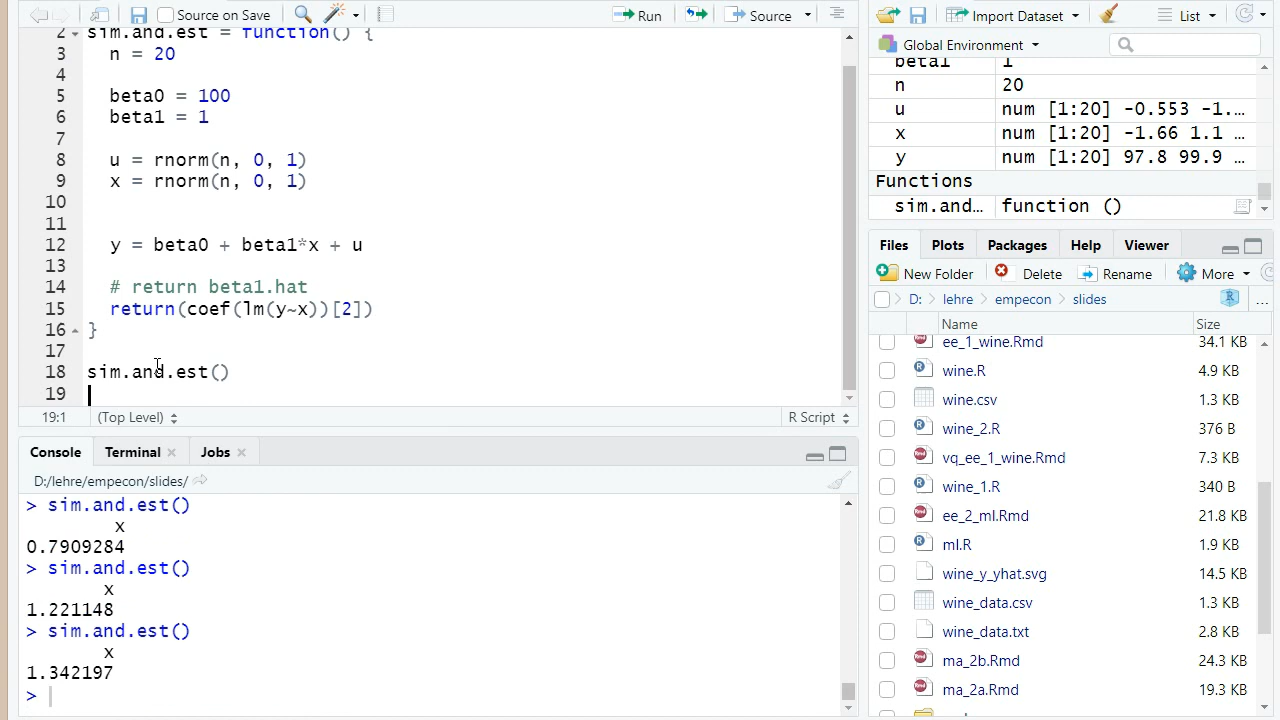 Source on Save
Run
Source
2 sim.and.est = function() {
3 n = 20
4
5 beta0 = 100
6 beta1 = 1
7
8 u = rnorm(n, 0, 1)
9 x = rnorm(n, 0, 1)
10
11
12 y = beta0 + beta1*x + u
13
14 # return beta1.hat
15 return(coef(lm(y~x))[2])
16 }
17
18 sim.and.est()
19
19:1 (Top Level) R Script
Console Terminal Jobs
D:/lehre/empecon/slides/
> sim.and.est()
x
0.7909284
> sim.and.est()
x
1.221148
> sim.and.est()
x
1.342197
>
Import Dataset List
Global Environment
beta1 1
n 20
u num [1:20] -0.553 -1....
x num [1:20] -1.66 1.1 ...
y num [1:20] 97.8 99.9 ...
Functions
sim.and… function ()
Files Plots Packages Help Viewer
New Folder Delete Rename More
D: lehre empecon slides ...
Name Size
ee_1_wine.Rmd 34.1 KB
wine.R 4.9 KB
wine.csv 1.3 KB
wine_2.R 376 B
vq_ee_1_wine.Rmd 7.3 KB
wine_1.R 340 B
ee_2_ml.Rmd 21.8 KB
ml.R 1.9 KB
wine_y_yhat.svg 14.5 KB
wine_data.csv 1.3 KB
wine_data.txt 2.8 KB
ma_2b.Rmd 24.3 KB
ma_2a.Rmd 19.3 KB